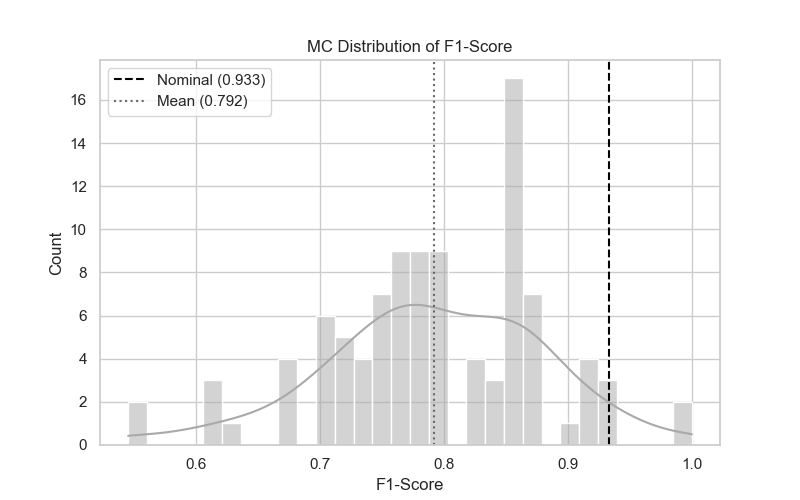 MC Distribution of F1-Score
Nominal (0.933)
Mean (0.792)
16
14
12
10
8
6
4
2
0
Count
0.6 0.7 0.8 0.9 1.0
F1-Score